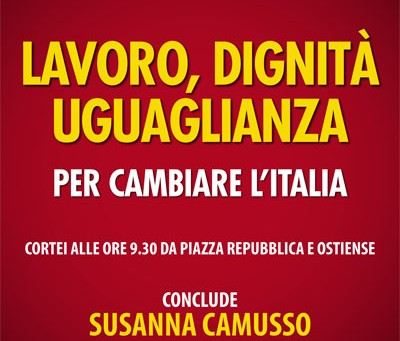 LAVORO, DIGNITÀ
UGUAGLIANZA
PER CAMBIARE L'ITALIA
CORTEI ALLE ORE 9.30 DA PIAZZA REPUBBLICA E OSTIENSE
CONCLUDE
SUSANNA CAMUSSO